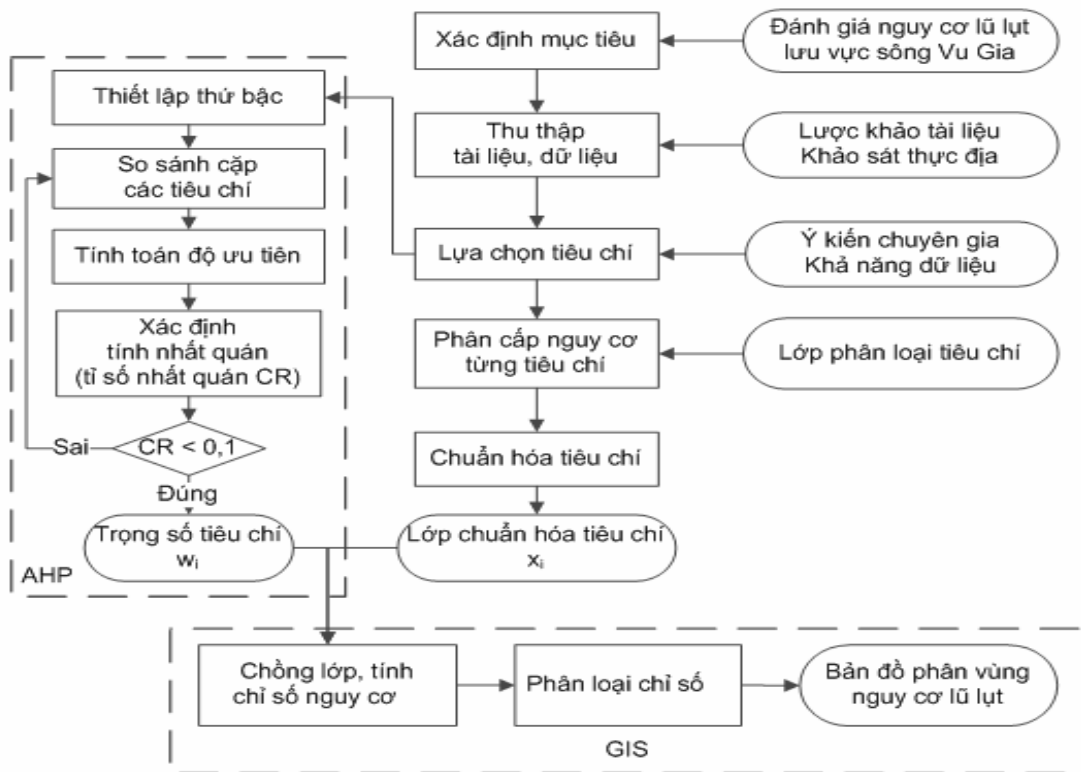 Xác định mục tiêu
Đánh giá nguy cơ lũ lụt
lưu vực sông Vu Gia
Thiết lập thứ bậc
Thu thập
tài liệu, dữ liệu
Lược khảo tài liệu
Khảo sát thực địa
So sánh cặp
các tiêu chí
Tính toán độ ưu tiên
Lựa chọn tiêu chí
Ý kiến chuyên gia
Khả năng dữ liệu
Xác định
tính nhất quán
(tỉ số nhất quán CR)
Phân cấp nguy cơ
từng tiêu chí
Lớp phân loại tiêu chí
Sai
CR < 0,1
Chuẩn hóa tiêu chí
Đúng
Trọng số tiêu chí
wᵢ
Lớp chuẩn hóa tiêu chí
xᵢ
AHP
Chồng lớp, tính
chỉ số nguy cơ
Phân loại chỉ số
Bản đồ phân vùng
nguy cơ lũ lụt
GIS